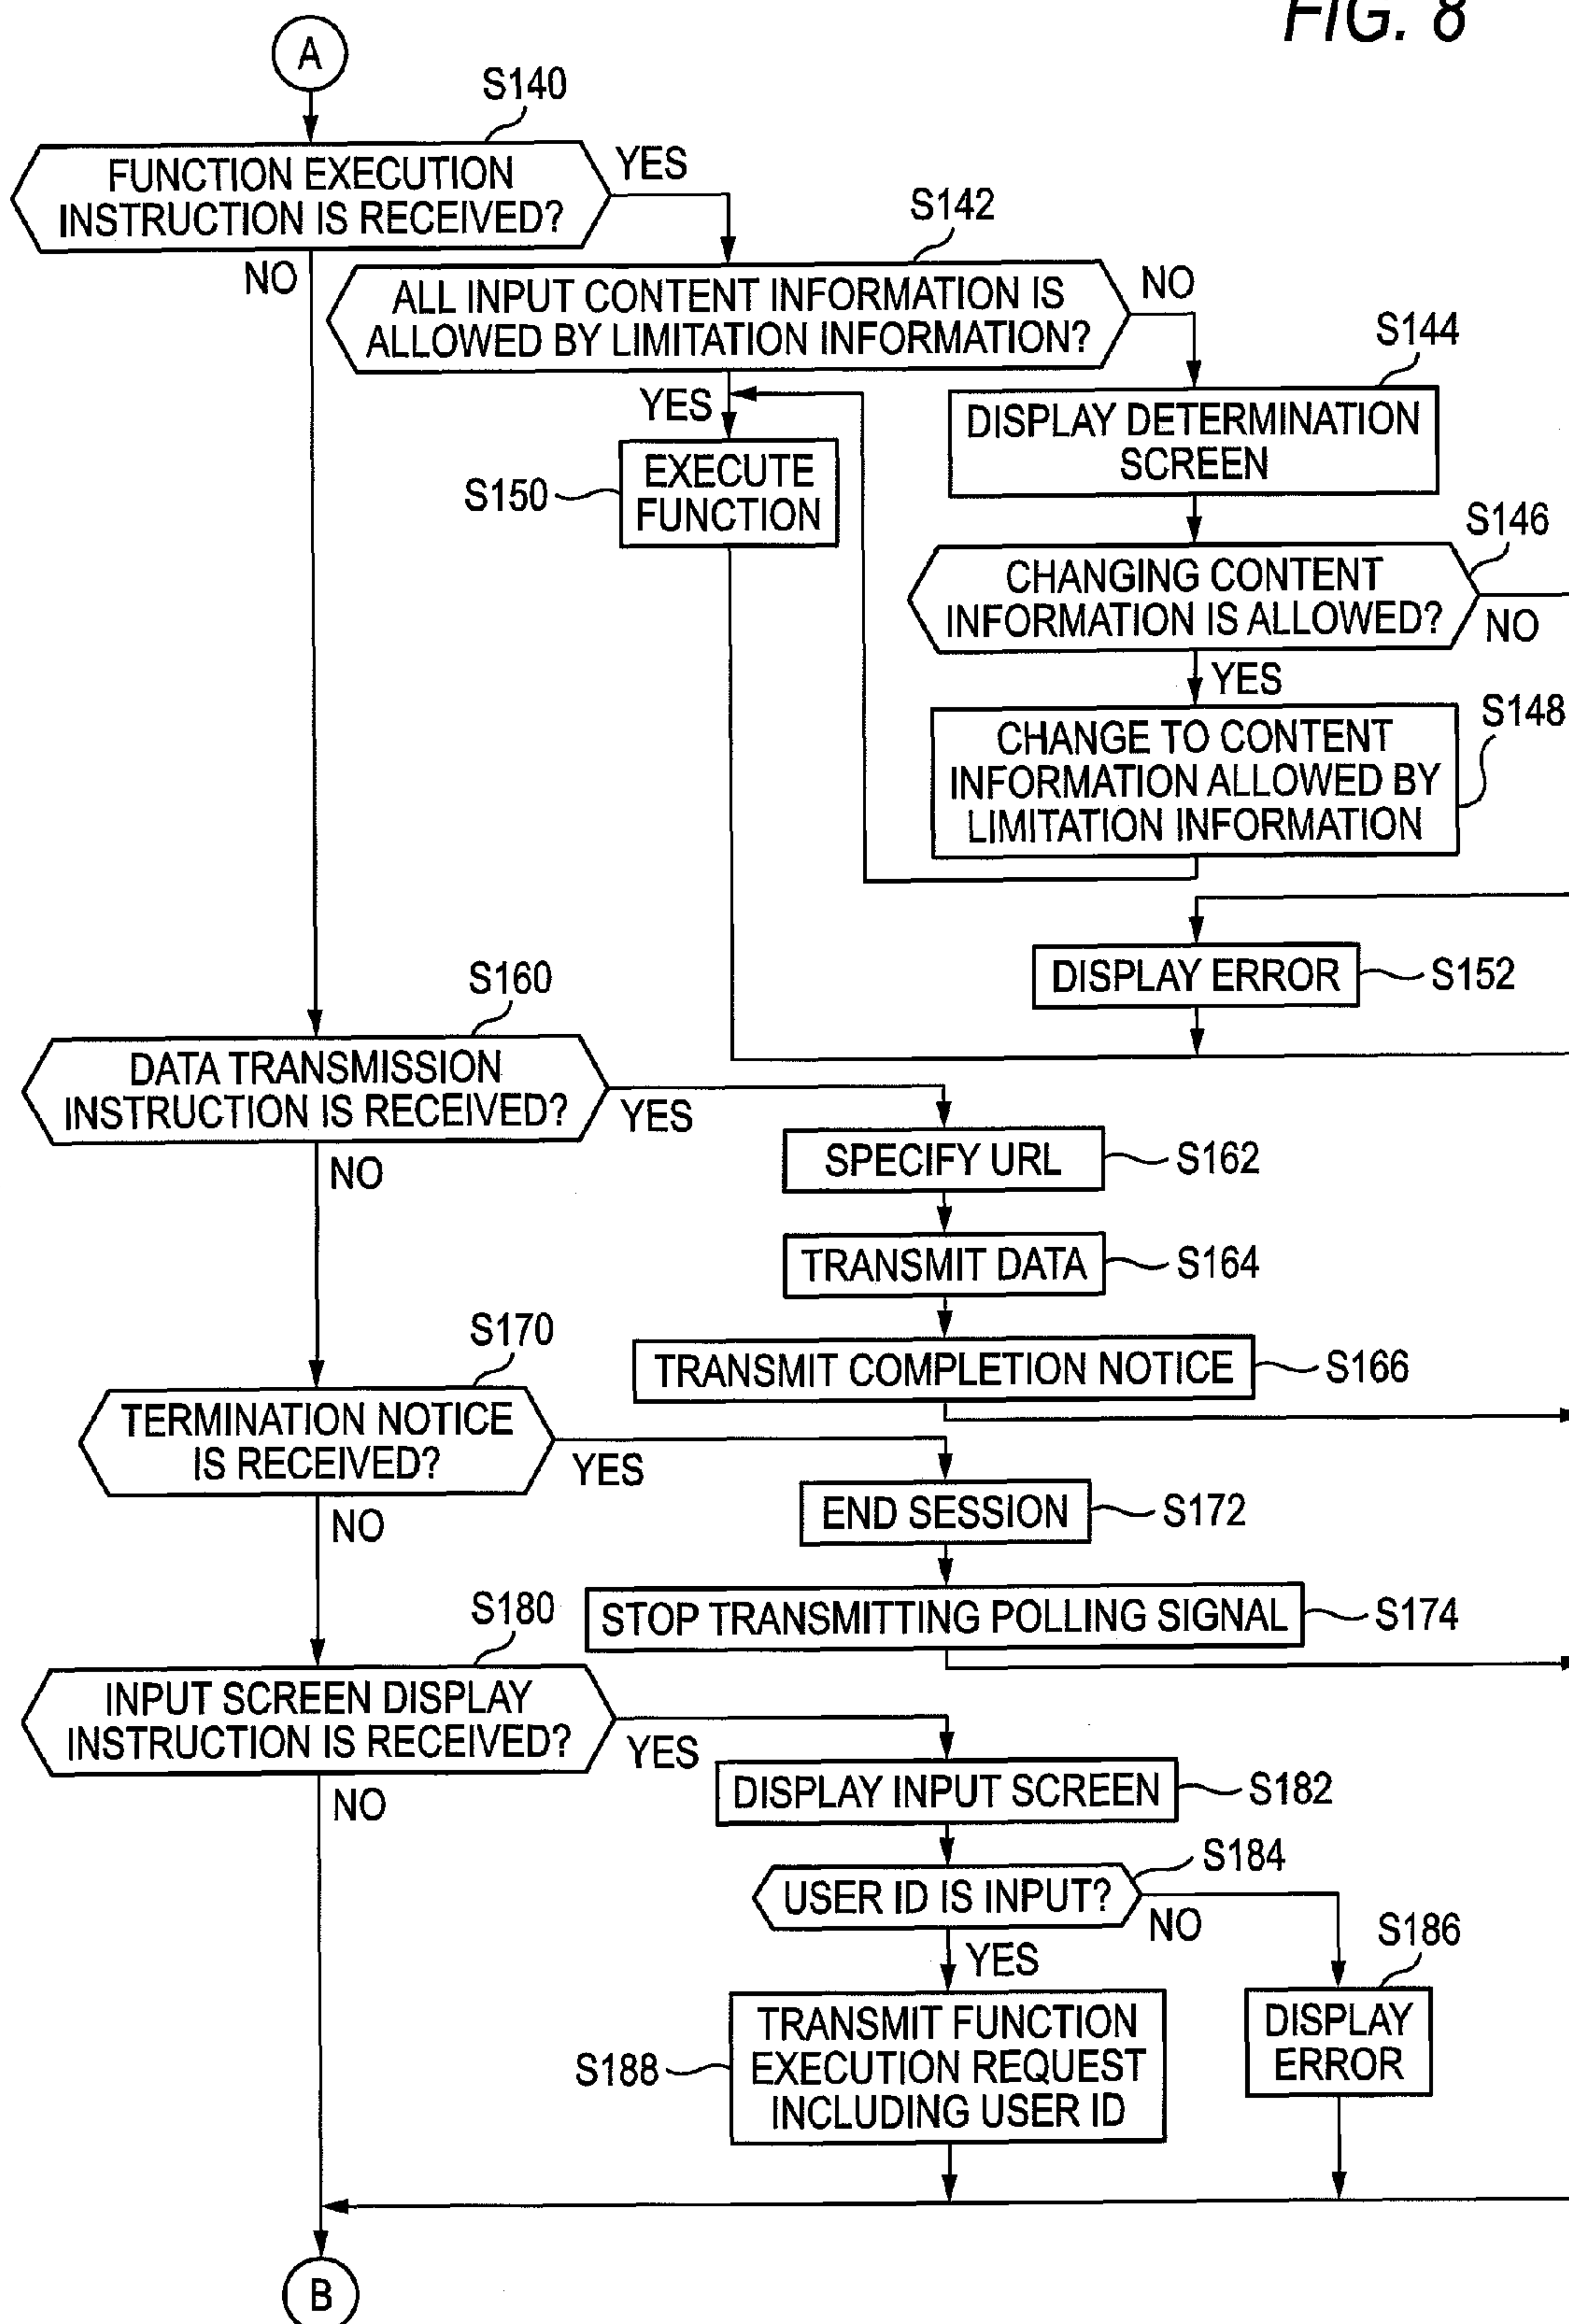 FIG. 8
A
S140
FUNCTION EXECUTION
INSTRUCTION IS RECEIVED?
YES
NO
S142
ALL INPUT CONTENT INFORMATION IS
ALLOWED BY LIMITATION INFORMATION?
NO
YES
S144
DISPLAY DETERMINATION
SCREEN
S150
EXECUTE
FUNCTION
S146
CHANGING CONTENT
INFORMATION IS ALLOWED?
NO
YES
S148
CHANGE TO CONTENT
INFORMATION ALLOWED BY
LIMITATION INFORMATION
DISPLAY ERROR
S152
S160
DATA TRANSMISSION
INSTRUCTION IS RECEIVED?
YES
NO
SPECIFY URL
S162
TRANSMIT DATA
S164
TRANSMIT COMPLETION NOTICE
S166
S170
TERMINATION NOTICE
IS RECEIVED?
YES
NO
END SESSION
S172
STOP TRANSMITTING POLLING SIGNAL
S174
S180
INPUT SCREEN DISPLAY
INSTRUCTION IS RECEIVED?
YES
NO
DISPLAY INPUT SCREEN
S182
S184
USER ID IS INPUT?
NO
YES
S186
DISPLAY
ERROR
S188
TRANSMIT FUNCTION
EXECUTION REQUEST
INCLUDING USER ID
B